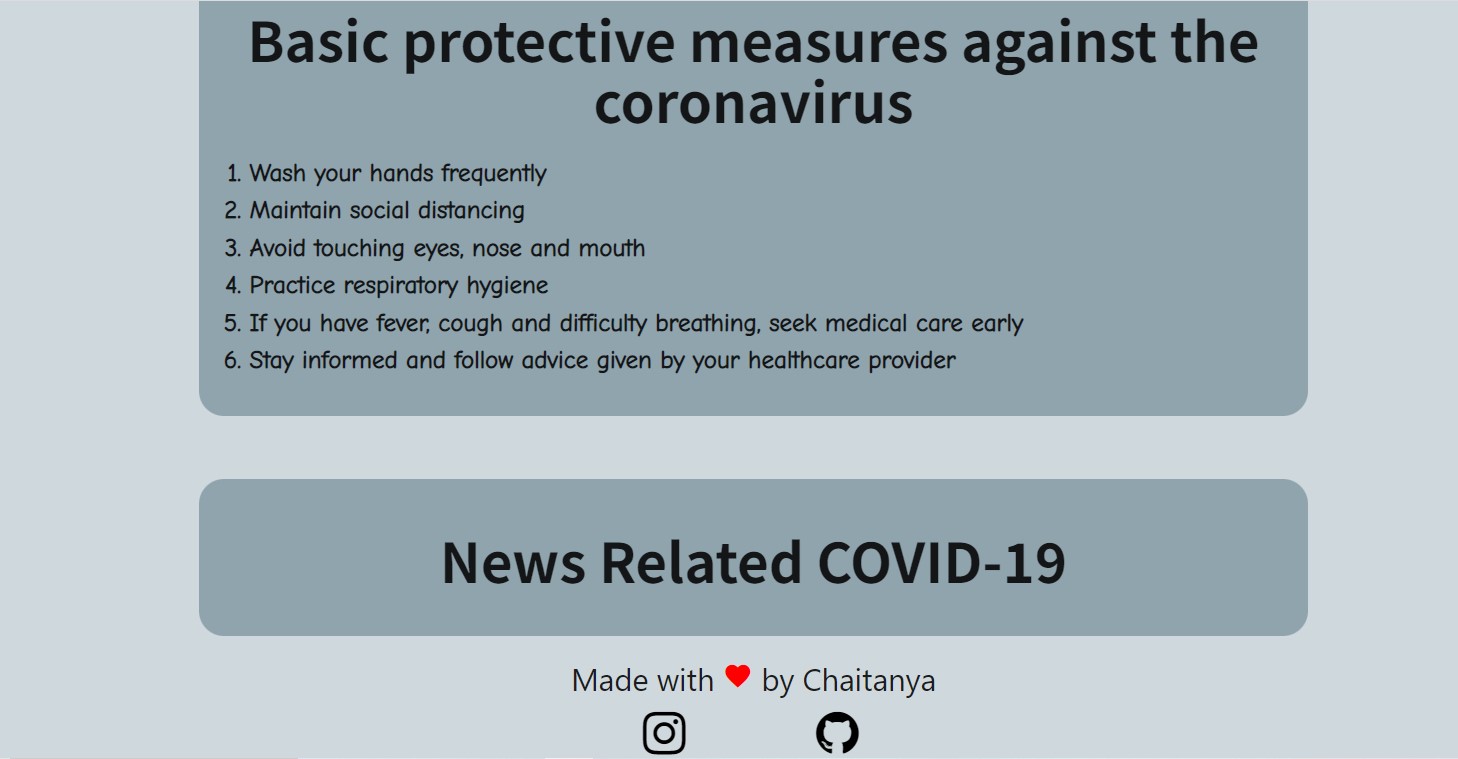 Basic protective measures against the
coronavirus
1. Wash your hands frequently
2. Maintain social distancing
3. Avoid touching eyes, nose and mouth
4. Practice respiratory hygiene
5. If you have fever, cough and difficulty breathing, seek medical care early
6. Stay informed and follow advice given by your healthcare provider
News Related COVID-19
Made with ❤ by Chaitanya